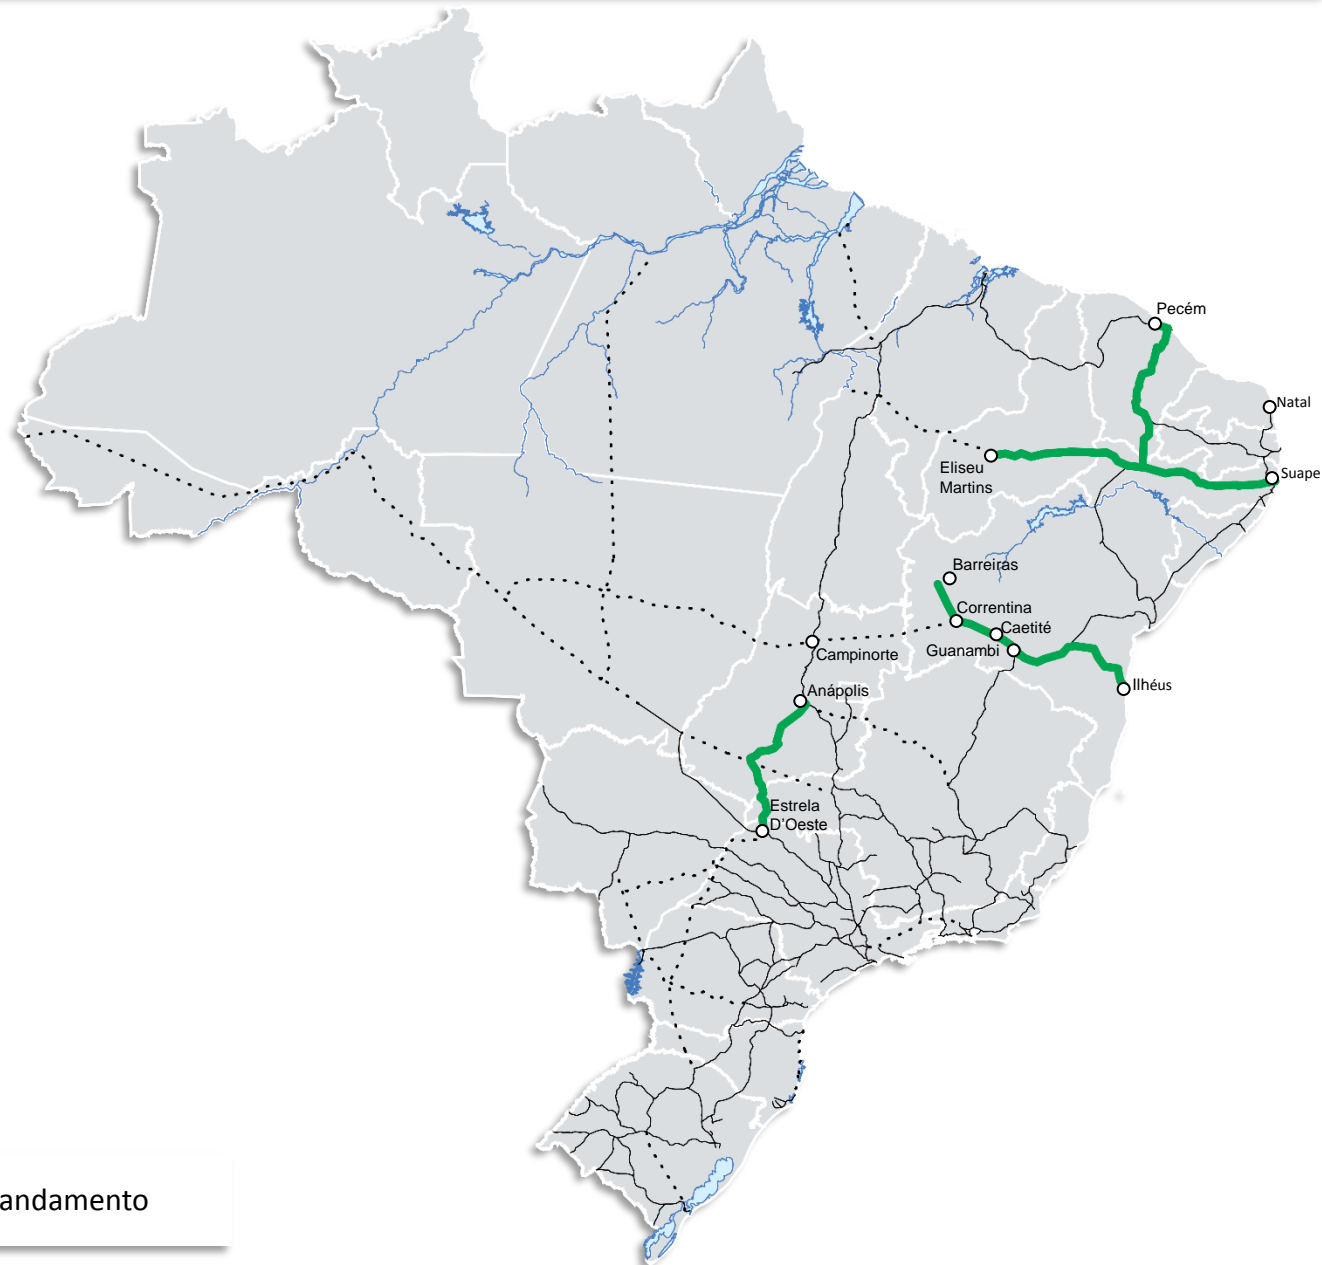 Pecém
Natal
Eliseu
Martins
Suape
Barreiras
Correntina
Caetité
Guanambi
Campinorte
Ilhéus
Anápolis
Estrela
D'Oeste
andamento